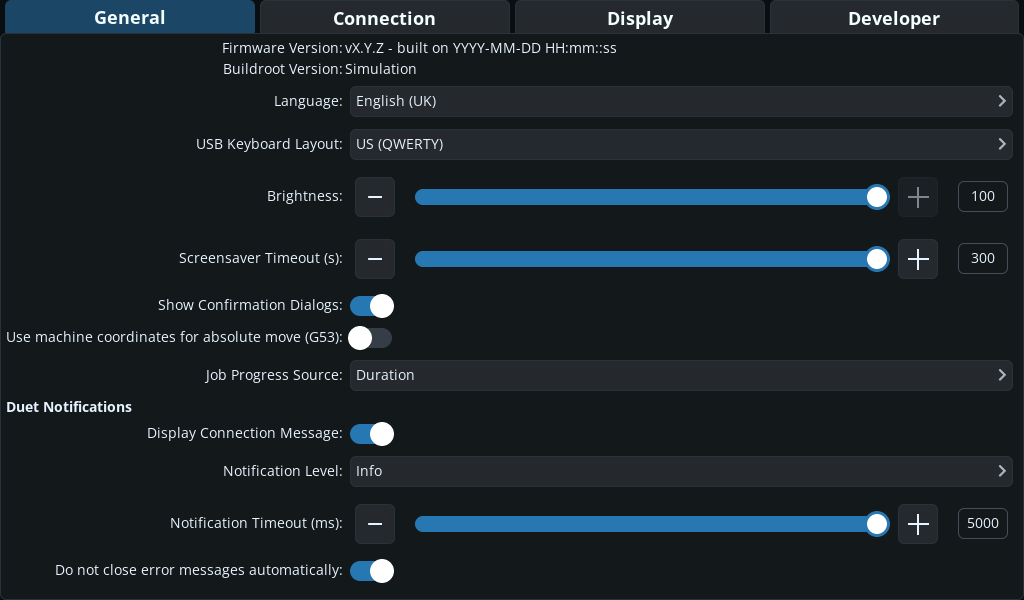 General Connection Display Developer
Firmware Version: vX.Y.Z - built on YYYY-MM-DD HH:mm::ss
Buildroot Version: Simulation
Language: English (UK)
USB Keyboard Layout: US (QWERTY)
Brightness: 100
Screensaver Timeout (s): 300
Show Confirmation Dialogs:
Use machine coordinates for absolute move (G53):
Job Progress Source: Duration
Duet Notifications
Display Connection Message:
Notification Level: Info
Notification Timeout (ms): 5000
Do not close error messages automatically: